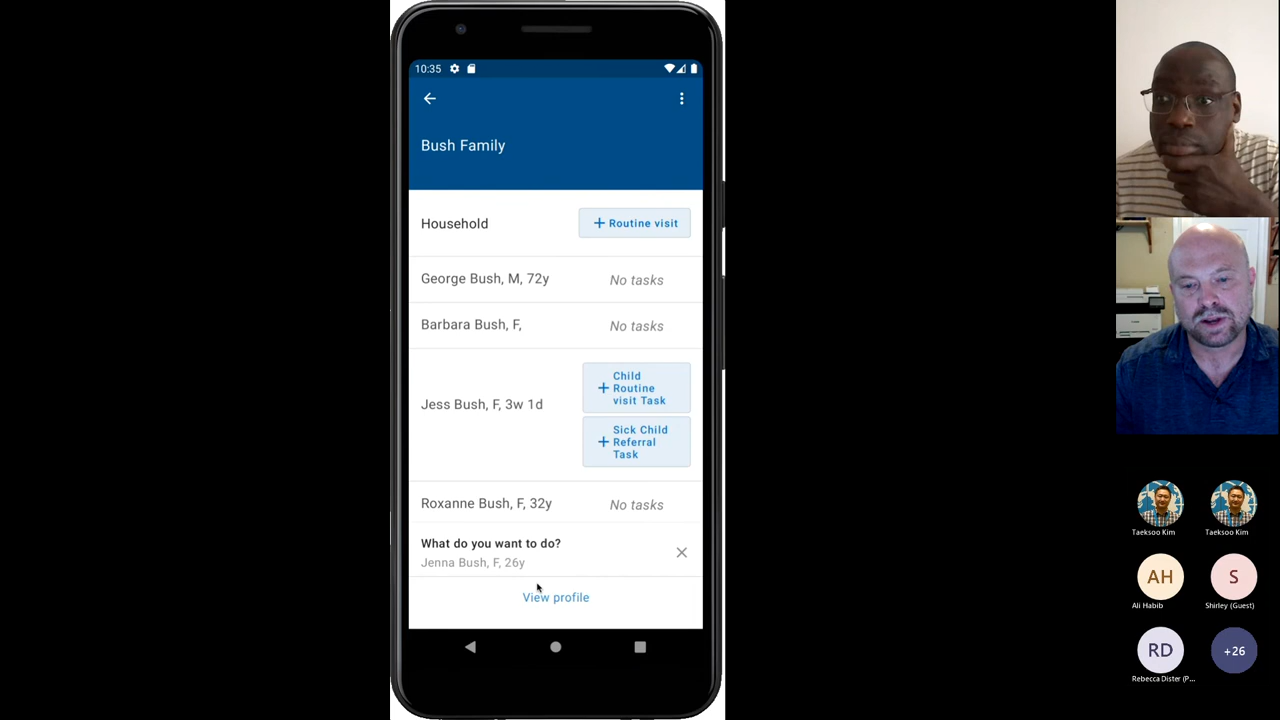 10:35
Bush Family
Household
+ Routine visit
George Bush, M, 72y
No tasks
Barbara Bush, F,
No tasks
Jess Bush, F, 3w 1d
+ Child
Routine
visit Task
+ Sick Child
Referral
Task
Roxanne Bush, F, 32y
No tasks
What do you want to do?
Jenna Bush, F, 26y
View profile
Taeksoo Kim
Taeksoo Kim
AH
Ali Habib
S
Shirley (Guest)
RD
Rebecca Dister (P...
+26